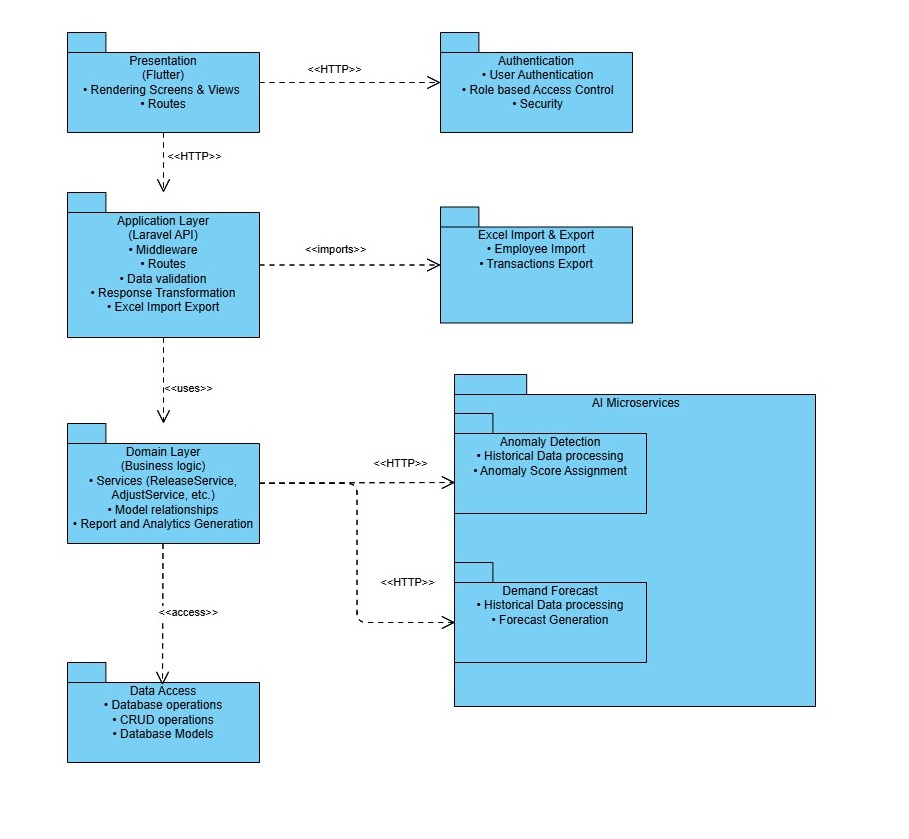 Presentation
(Flutter)
• Rendering Screens & Views
• Routes
<<HTTP>>
Authentication
• User Authentication
• Role based Access Control
• Security
<<HTTP>>
Application Layer
(Laravel API)
• Middleware
• Routes
• Data validation
• Response Transformation
• Excel Import Export
<<imports>>
Excel Import & Export
• Employee Import
• Transactions Export
<<uses>>
Domain Layer
(Business logic)
• Services (ReleaseService,
AdjustService, etc.)
• Model relationships
• Report and Analytics Generation
<<HTTP>>
<<HTTP>>
AI Microservices
Anomaly Detection
• Historical Data processing
• Anomaly Score Assignment
Demand Forecast
• Historical Data processing
• Forecast Generation
<<access>>
Data Access
• Database operations
• CRUD operations
• Database Models